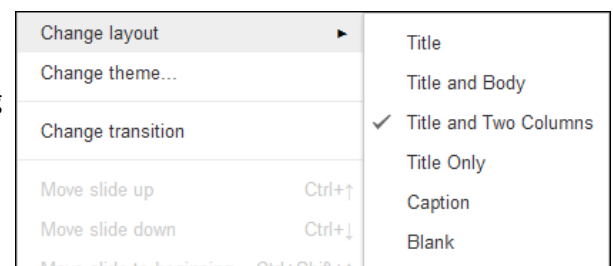 Change layout ►
Change theme...
Change transition
Move slide up Ctrl+↑
Move slide down Ctrl+↓
Title
Title and Body
✓ Title and Two Columns
Title Only
Caption
Blank